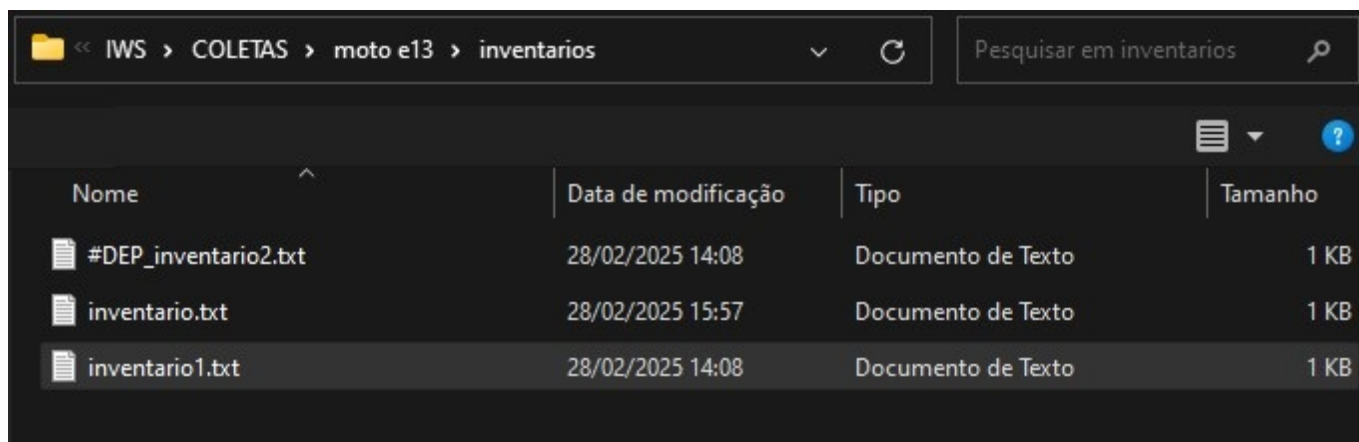 « IWS > COLETAS > moto e13 > inventarios Pesquisar em inventarios
?
Nome Data de modificação Tipo Tamanho
#DEP_inventario2.txt 28/02/2025 14:08 Documento de Texto 1 KB
inventario.txt 28/02/2025 15:57 Documento de Texto 1 KB
inventario1.txt 28/02/2025 14:08 Documento de Texto 1 KB